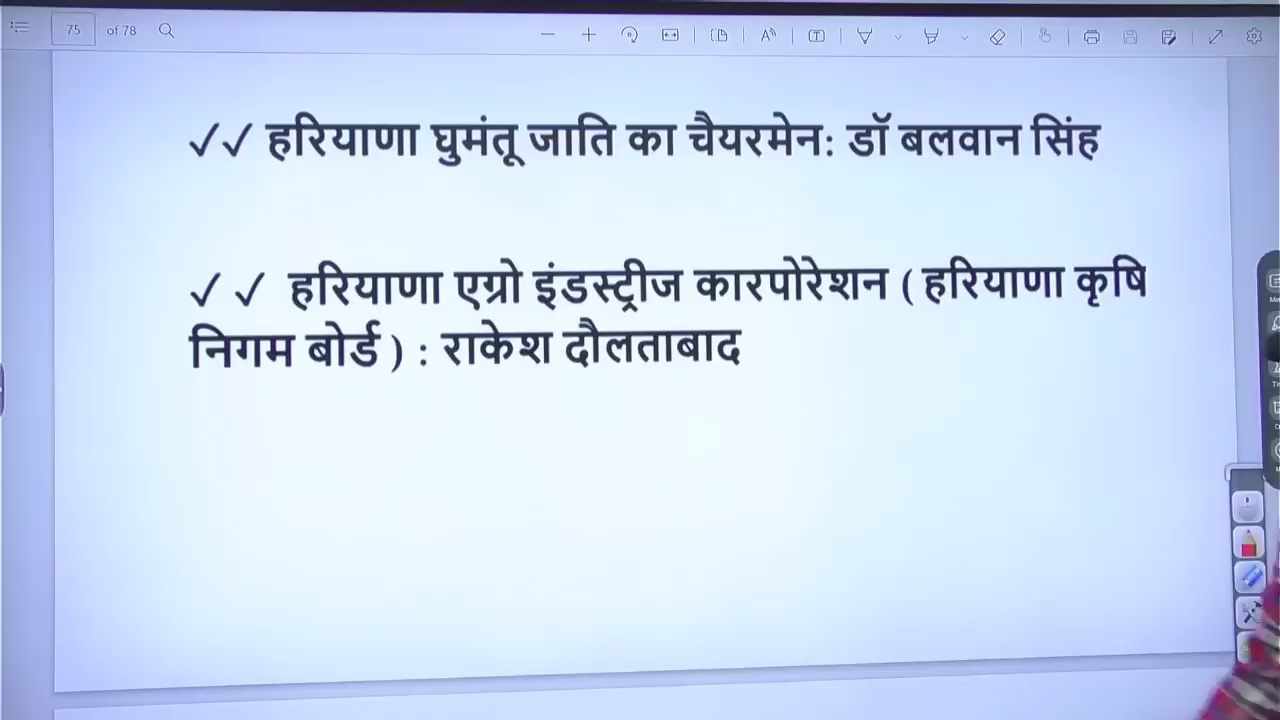 75 of 78
✓✓ हरियाणा घुमंतू जाति का चैयरमेन: डॉ बलवान सिंह
✓ ✓ हरियाणा एग्रो इंडस्ट्रीज कारपोरेशन ( हरियाणा कृषि
निगम बोर्ड ) : राकेश दौलताबाद